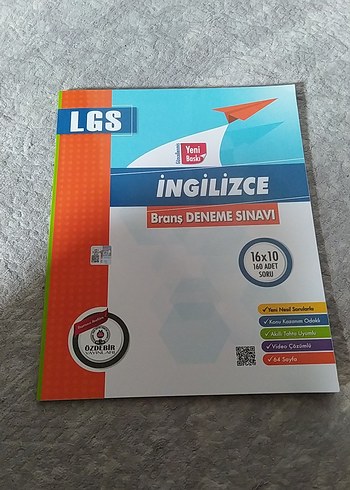 LGS
Yeni
Baskı
İNGİLİZCE
Branş DENEME SINAVI
16x10
160 ADET
SORU
Yeni Nesil Sorularla
Konu Kazanım Odaklı
Akıllı Tahta Uyumlu
Video Çözümlü
64 Sayfa
ÖZDEBİR
YAYINLARI